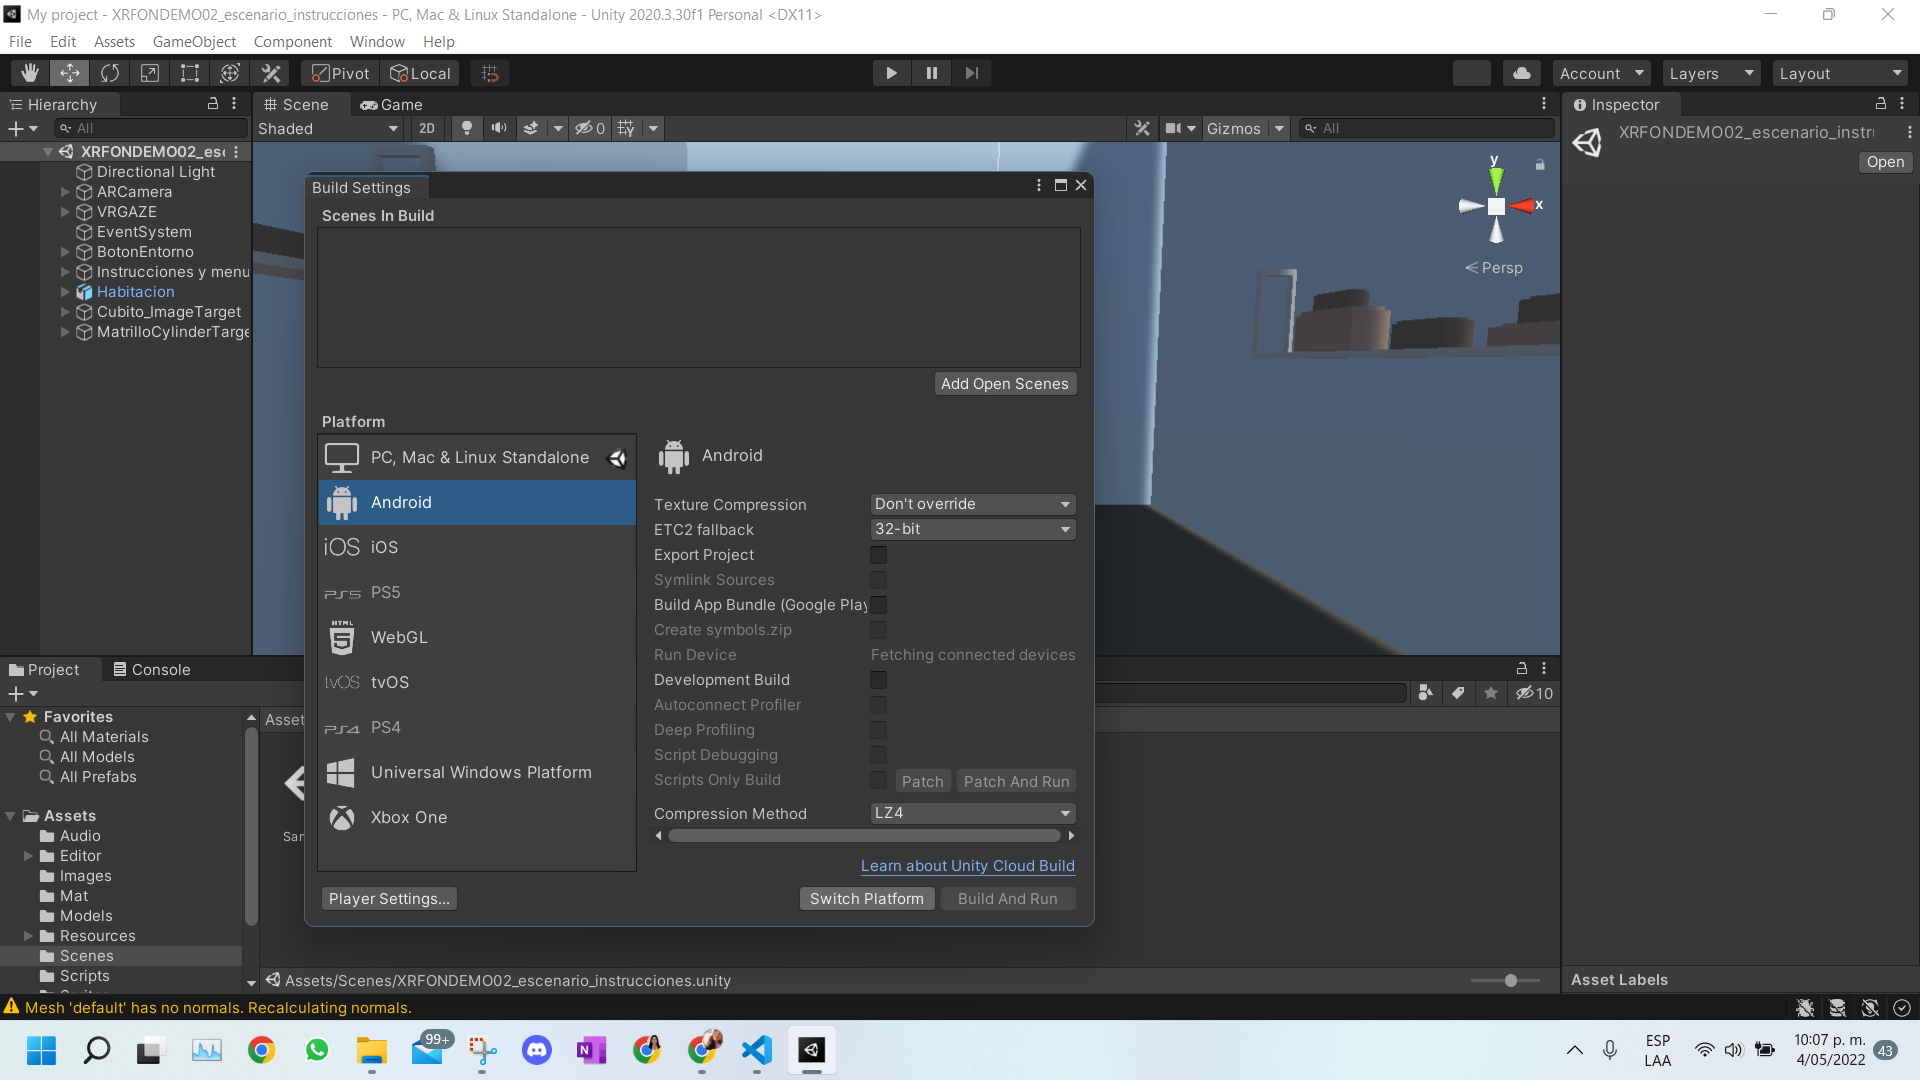 My project - XRFONDEMO02_escenario_instrucciones - PC, Mac & Linux Standalone - Unity 2020.3.30f1 Personal <DX11>
File Edit Assets GameObject Component Window Help
Pivot Local Account Layers Layout
Hierarchy
Scene Game
Inspector
All
Shaded 2D 0 Gizmos All
XRFONDEMO02_es
XRFONDEMO02_escenario_instr
Open
Directional Light
ARCamera
VRGAZE
EventSystem
BotonEntorno
Instrucciones y menu
Habitacion
Cubito_ImageTarget
MatrilloCylinderTarge
y
x
Persp
Build Settings
Scenes In Build
Add Open Scenes
Platform
PC, Mac & Linux Standalone
Android
iOS iOS
PS5 PS5
HTML 5 WebGL
tvOS tvOS
PS4 PS4
Universal Windows Platform
Xbox One
Android
Texture Compression Don't override
ETC2 fallback 32-bit
Export Project
Symlink Sources
Build App Bundle (Google Play
Create symbols.zip
Run Device Fetching connected devices
Development Build
Autoconnect Profiler
Deep Profiling
Script Debugging
Scripts Only Build Patch Patch And Run
Compression Method LZ4
Learn about Unity Cloud Build
Player Settings... Switch Platform Build And Run
Project Console
10
Favorites
All Materials
All Models
All Prefabs
Assets
Audio
Editor
Images
Mat
Models
Resources
Scenes
Scripts
Asset
San
Assets/Scenes/XRFONDEMO02_escenario_instrucciones.unity
Asset Labels
Mesh 'default' has no normals. Recalculating normals.
99+
ESP
LAA
10:07 p. m.
4/05/2022
43